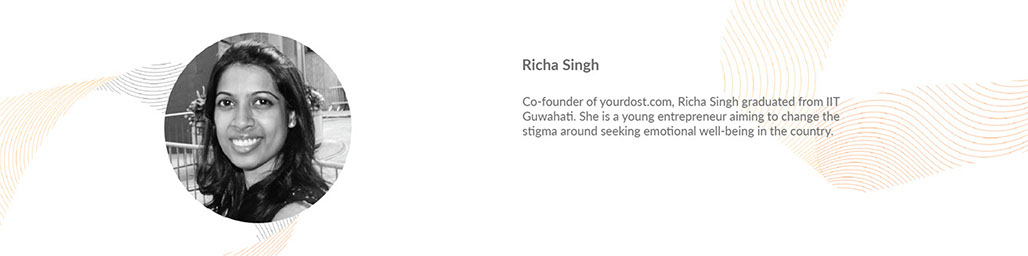 Richa Singh
Co-founder of yourdost.com, Richa Singh graduated from IIT
Guwahati. She is a young entrepreneur aiming to change the
stigma around seeking emotional well-being in the country.